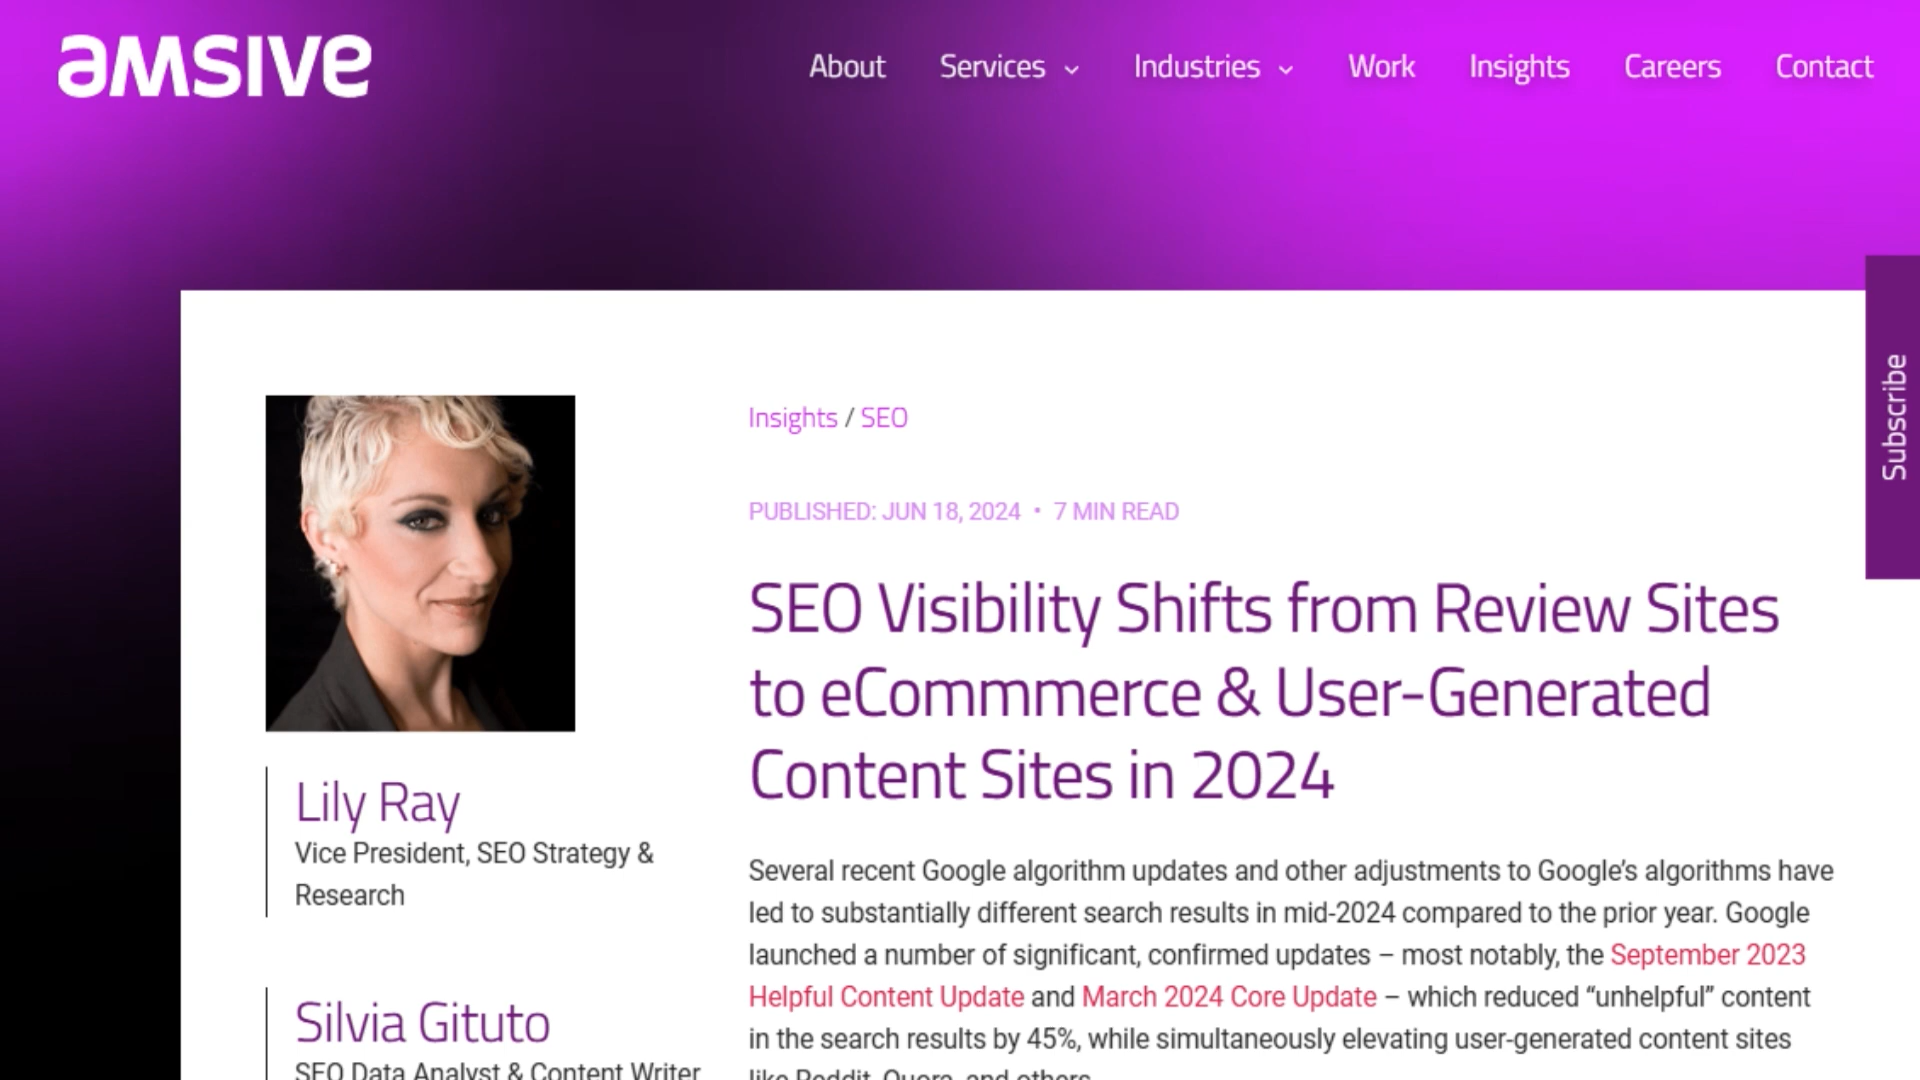 amsive
About Services Industries Work Insights Careers Contact
Subscribe
Lily Ray
Vice President, SEO Strategy &
Research
Silvia Gituto
SEO Data Analyst & Content Writer
Insights / SEO
PUBLISHED: JUN 18, 2024 • 7 MIN READ
SEO Visibility Shifts from Review Sites
to eCommmerce & User-Generated
Content Sites in 2024
Several recent Google algorithm updates and other adjustments to Google’s algorithms have
led to substantially different search results in mid-2024 compared to the prior year. Google
launched a number of significant, confirmed updates – most notably, the September 2023
Helpful Content Update and March 2024 Core Update – which reduced “unhelpful” content
in the search results by 45%, while simultaneously elevating user-generated content sites
like Reddit, Quora, and others.